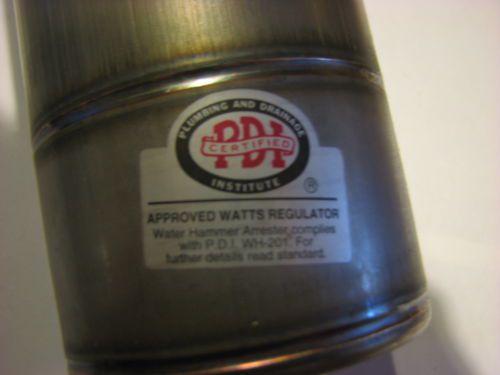 PLUMBING AND DRAINAGE
PDI
CERTIFIED
INSTITUTE
®
APPROVED WATTS REGULATOR
Water Hammer Arrester complies
with P.D.I. WH-201. For
further details read standard.